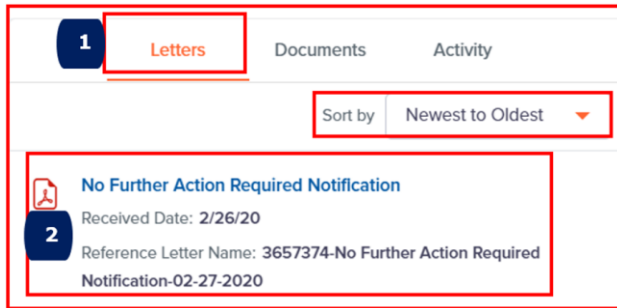 1 Letters Documents Activity
Sort by Newest to Oldest
No Further Action Required Notification
Received Date: 2/26/20
2
Reference Letter Name: 3657374-No Further Action Required
Notification-02-27-2020